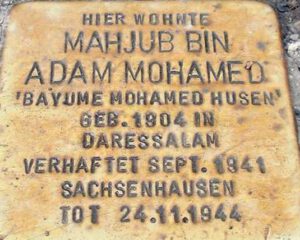 HIER WOHNTE
MAHJUB BIN
ADAM MOHAMED
'BAYUME MOHAMED HUSEN'
GEB. 1904 IN
DARESSALAM
VERHAFTET SEPT. 1941
SACHSENHAUSEN
TOT 24.11.1944